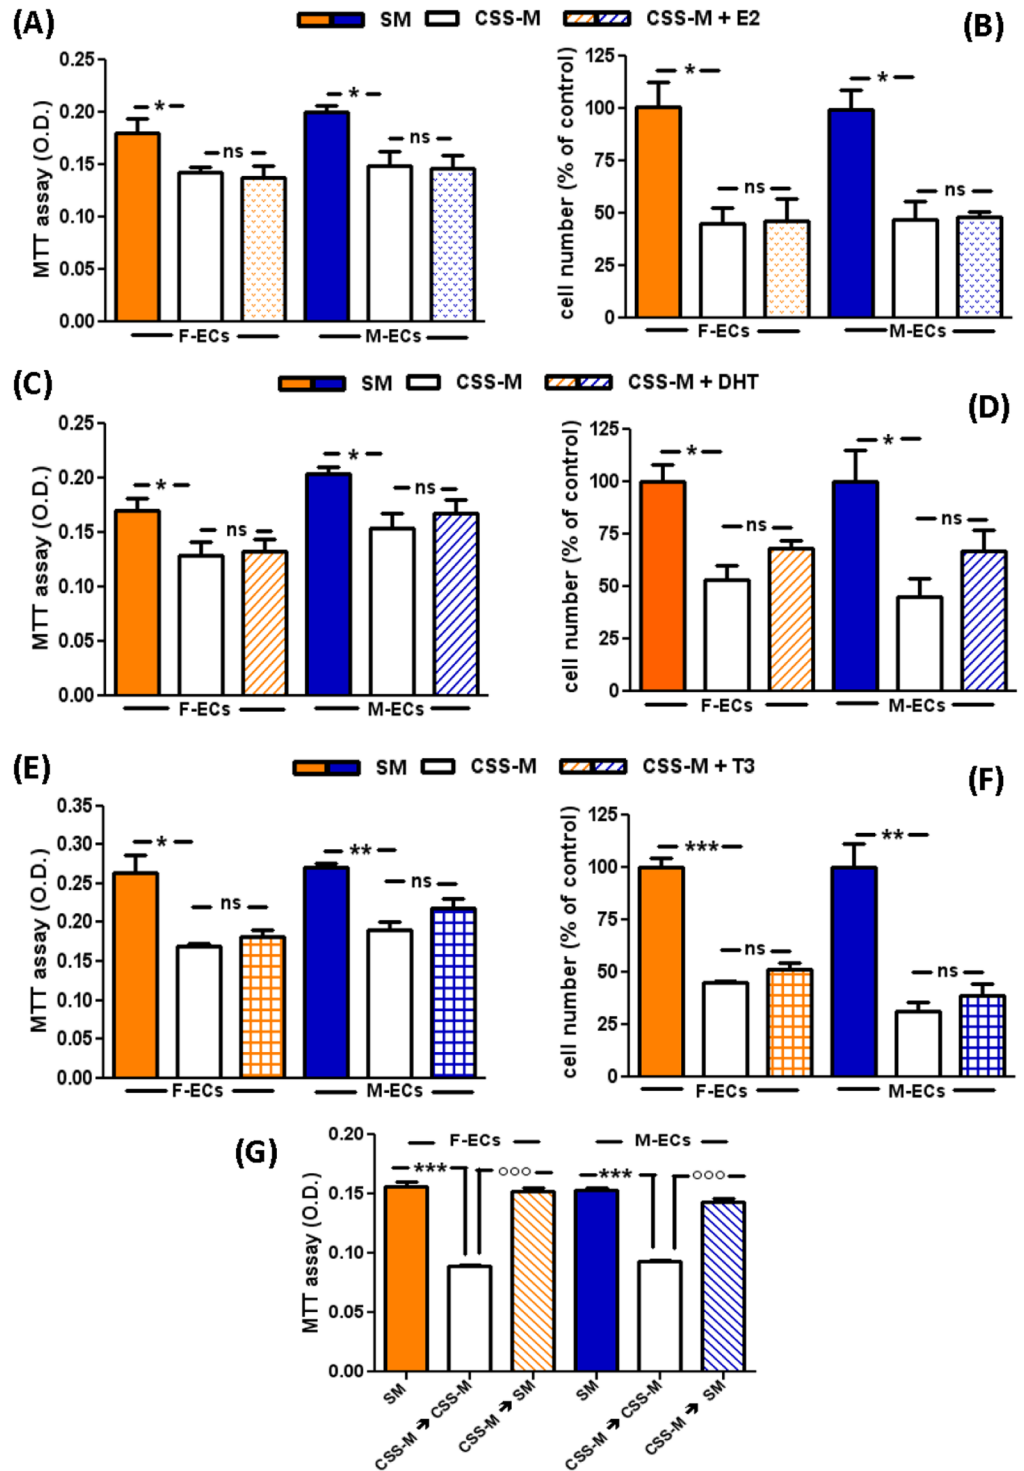 (A)
SM CSS-M CSS-M + E2
(B)
MTT assay (O.D.)
0.25
0.20
0.15
0.10
0.05
0.00
* ns * ns
F-ECs M-ECs
cell number (% of control)
125
100
75
50
25
0
* ns * ns
F-ECs M-ECs
(C)
SM CSS-M CSS-M + DHT
(D)
MTT assay (O.D.)
0.25
0.20
0.15
0.10
0.05
0.00
* ns * ns
F-ECs M-ECs
cell number (% of control)
125
100
75
50
25
0
* ns * ns
F-ECs M-ECs
(E)
SM CSS-M CSS-M + T3
(F)
MTT assay (O.D.)
0.35
0.30
0.25
0.20
0.15
0.10
0.05
0.00
* ns ** ns
F-ECs M-ECs
cell number (% of control)
125
100
75
50
25
0
*** ns ** ns
F-ECs M-ECs
(G)
F-ECs M-ECs
MTT assay (O.D.)
0.20
0.15
0.10
0.05
0.00
*** °°° *** °°°
SM
CSS-M ➔ CSS-M
CSS-M ➔ SM
SM
CSS-M ➔ CSS-M
CSS-M ➔ SM